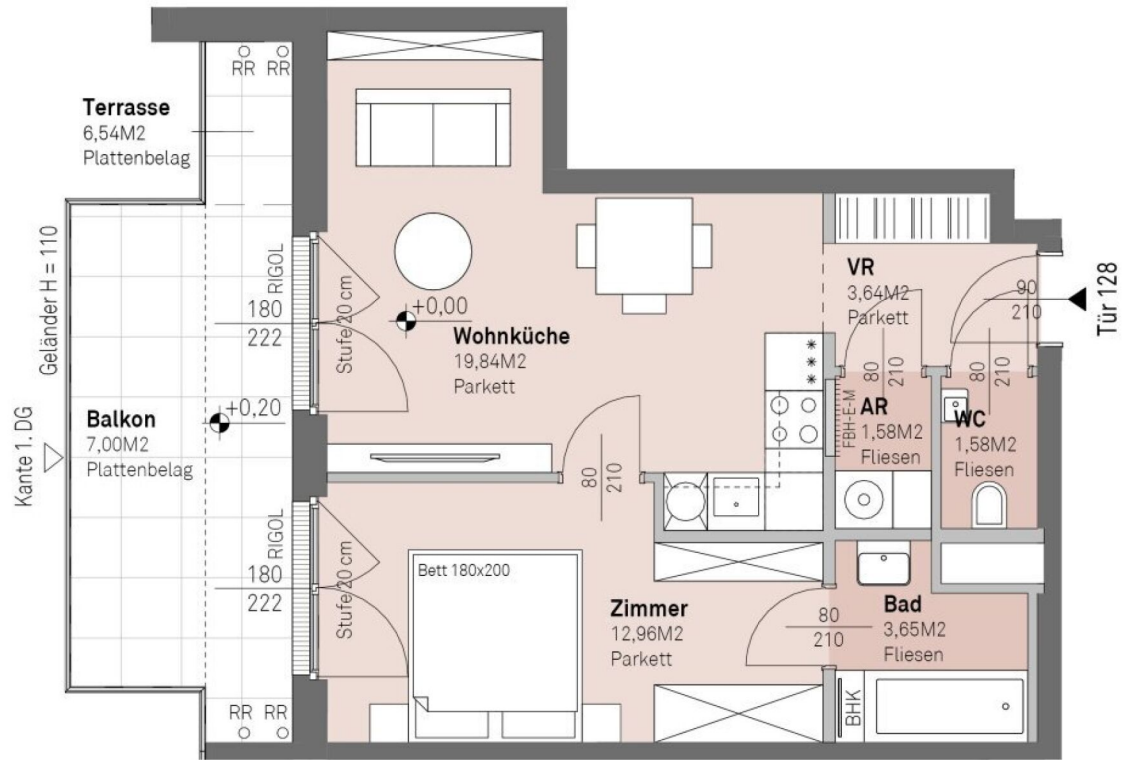 RR RR
Terrasse
6,54M2
Plattenbelag
Geländer H = 110
RIGOL
180
222
Stufe 20 cm
+0,00
Wohnküche
19,84M2
Parkett
VR
3,64M2
Parkett
90
210
Tür 128
80
210
80
210
FBH-E-M
AR
1,58M2
Fliesen
WC
1,58M2
Fliesen
Kante 1. DG
Balkon
7,00M2
Plattenbelag
+0,20
80
210
RIGOL
180
222
Stufe 20 cm
Bett 180x200
Zimmer
12,96M2
Parkett
80
210
Bad
3,65M2
Fliesen
BHK
RR RR